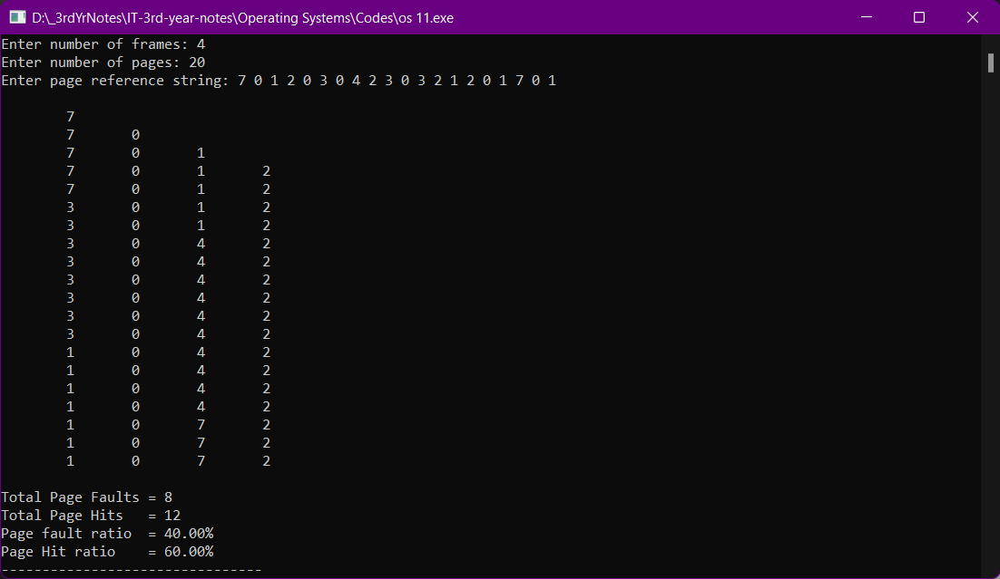 D:\_3rdYrNotes\IT-3rd-year-notes\Operating Systems\Codes\os 11.exe
Enter number of frames: 4
Enter number of pages: 20
Enter page reference string: 7 0 1 2 0 3 0 4 2 3 0 3 2 1 2 0 1 7 0 1
7
7 0
7 0 1
7 0 1 2
7 0 1 2
3 0 1 2
3 0 1 2
3 0 4 2
3 0 4 2
3 0 4 2
3 0 4 2
3 0 4 2
3 0 4 2
1 0 4 2
1 0 4 2
1 0 4 2
1 0 4 2
1 0 7 2
1 0 7 2
1 0 7 2
Total Page Faults = 8
Total Page Hits   = 12
Page fault ratio  = 40.00%
Page Hit ratio    = 60.00%
--------------------------------